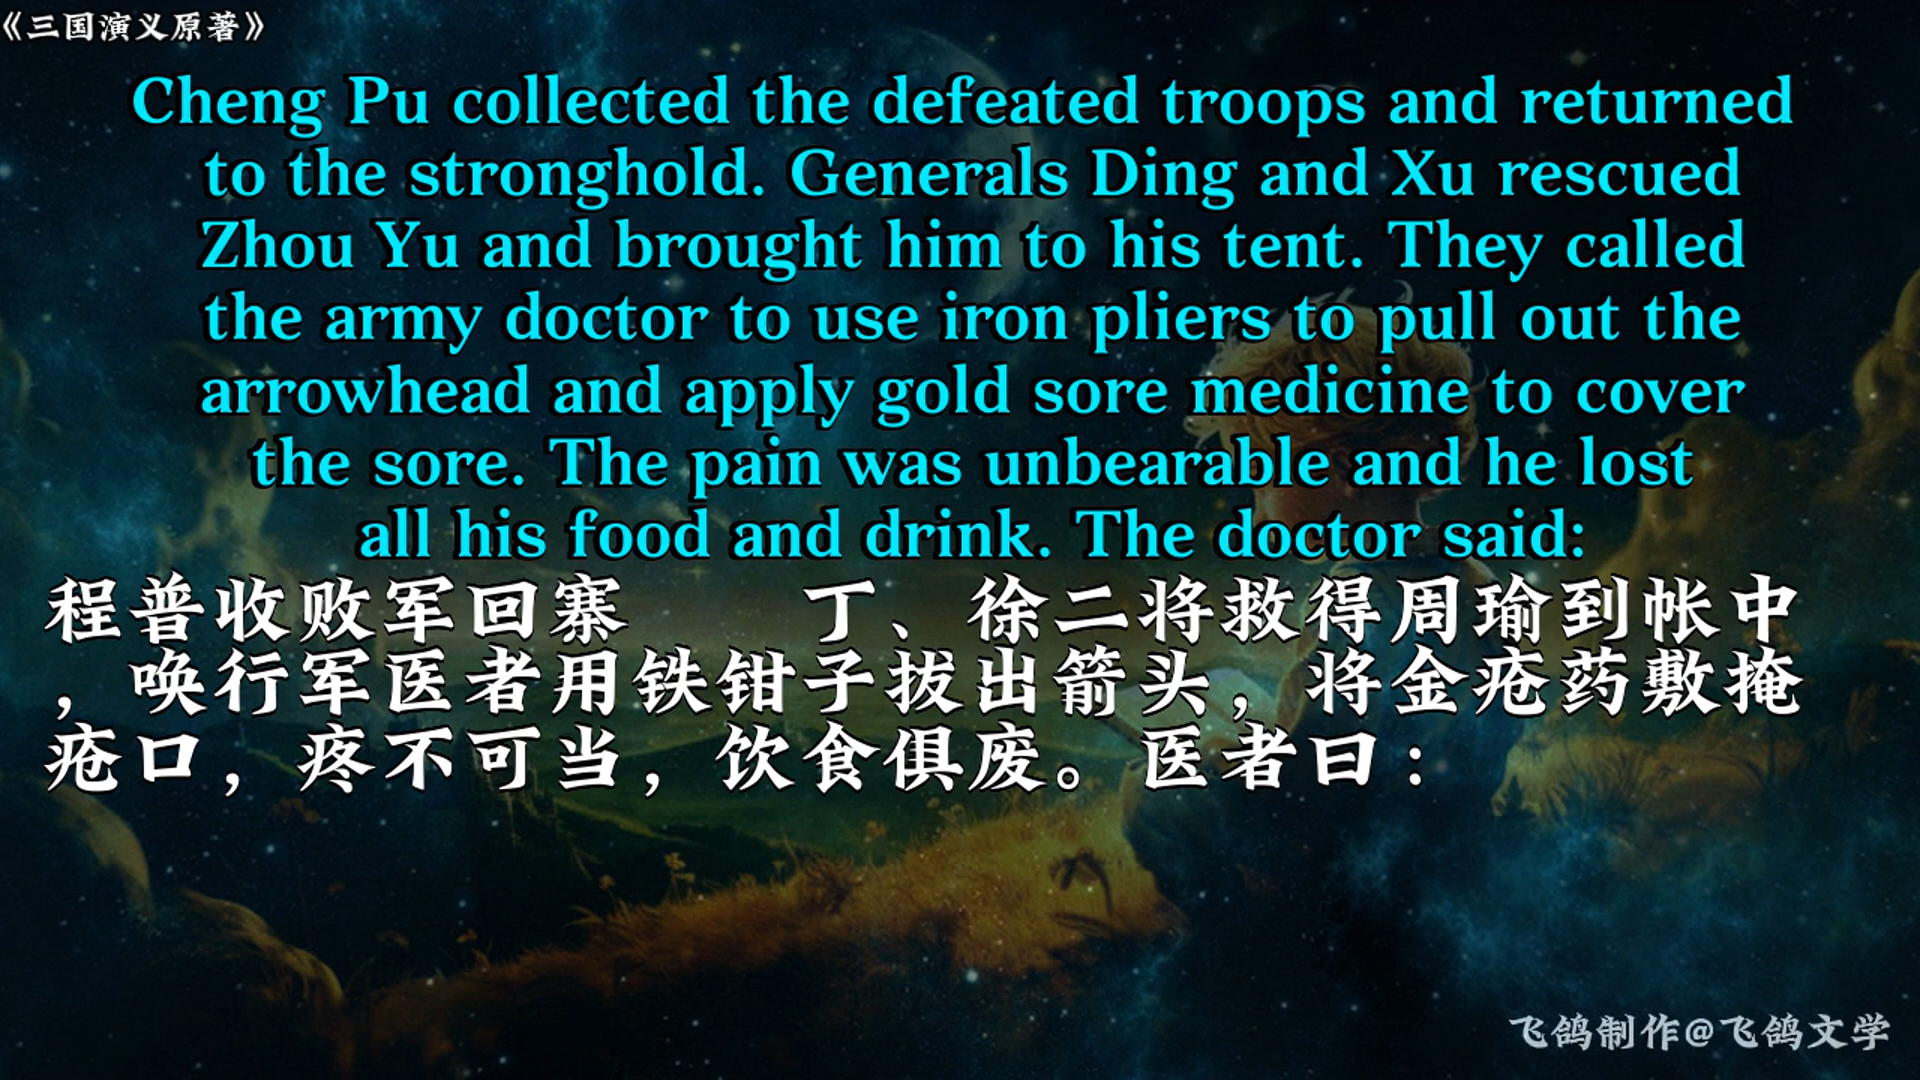 《三国演义原著》
Cheng Pu collected the defeated troops and returned
to the stronghold. Generals Ding and Xu rescued
Zhou Yu and brought him to his tent. They called
the army doctor to use iron pliers to pull out the
arrowhead and apply gold sore medicine to cover
the sore. The pain was unbearable and he lost
all his food and drink. The doctor said:
程普收败军回寨　　丁、徐二将救得周瑜到帐中
，唤行军医者用铁钳子拔出箭头，将金疮药敷掩
疮口，疼不可当，饮食俱废。医者曰：
飞鸽制作@飞鸽文学